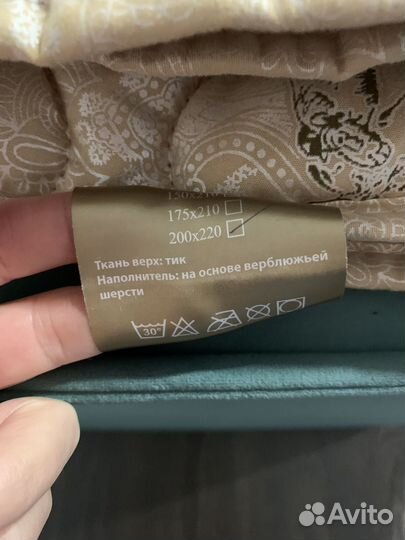 175x210
200x220
Ткань верх: тик
Наполнитель: на основе верблюжьей
шерсти
30°
Avito